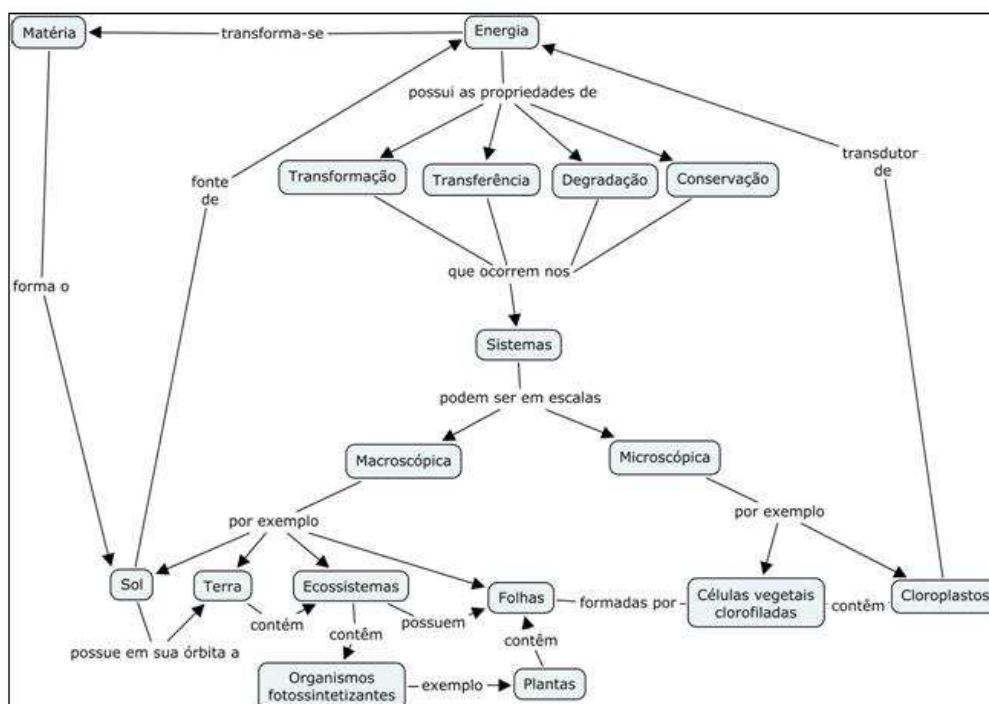 Matéria
transforma-se
Energia
possui as propriedades de
transdutor
de
fonte
de
Transformação
Transferência
Degradação
Conservação
forma o
que ocorrem nos
Sistemas
podem ser em escalas
Macroscópica
Microscópica
por exemplo
por exemplo
Sol
Terra
Ecossistemas
Folhas
formadas por
Células vegetais
clorofiladas
contêm
Cloroplastos
contém
possuem
contêm
contêm
possue em sua órbita a
Organismos
fotossintetizantes
exemplo
Plantas